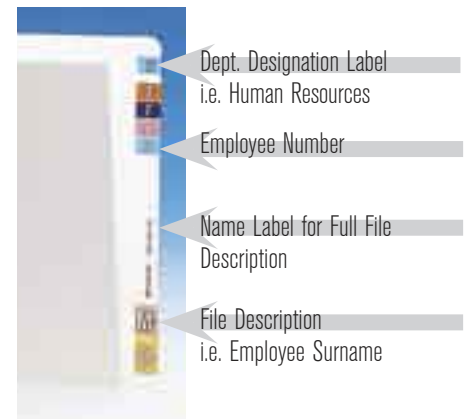 Dept. Designation Label
i.e. Human Resources
Employee Number
Name Label for Full File
Description
File Description
i.e. Employee Surname